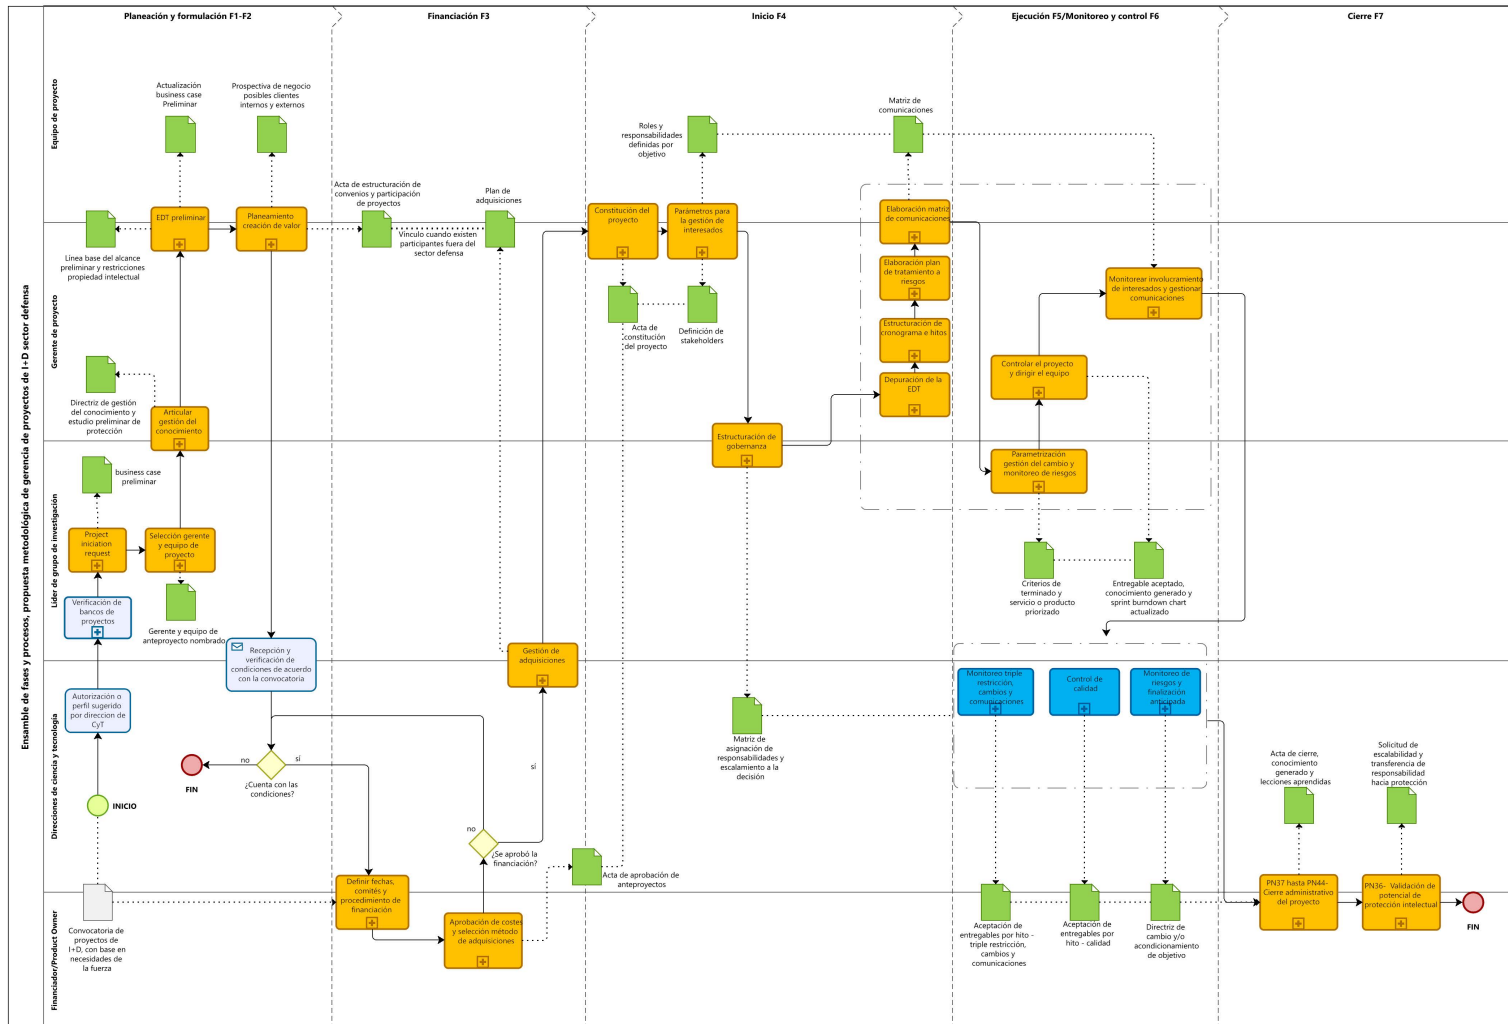 Planeación y formulación F1-F2
Financiación F3
Inicio F4
Ejecución F5/Monitoreo y control F6
Cierre F7
Ensamble de fases y procesos, propuesta metodológica de gerencia de proyectos de I+D sector defensa
Equipo de proyecto
Gerente de proyecto
Líder de grupo de investigación
Direcciones de ciencia y tecnología
Financiador/Product Owner
Actualización
business case
Preliminar
Prospectiva de negocio
posibles clientes
internos y externos
EDT preliminar
Planeamiento
creación de valor
Línea base del alcance
preliminar y restricciones
propiedad intelectual
Directriz de gestión
del conocimiento y
estudio preliminar de
protección
Articular
gestión del
conocimiento
business case
preliminar
Project
iniciation
request
Selección gerente
y equipo de
proyecto
Verificación de
bancos de
proyectos
Gerente y equipo de
anteproyecto nombrado
Autorización o
perfil sugerido
por direccion de
CyT
Recepción y
verificación de
condiciones de acuerdo
con la convocatoria
no
sí
FIN
¿Cuenta con las
condiciones?
INICIO
Convocatoria de
proyectos de
I+D, con base en
necesidades de
la fuerza
Acta de estructuración de
convenios y participación
de proyectos
Plan de
adquisiciones
Vinculo cuando existen
participantes fuera del
sector defensa
Gestión de
adquisiciones
sí
no
¿Se aprobó la
financiación?
Definir fechas,
comités y
procedimiento de
financiación
Aprobación de costes
y selección método
de adquisiciones
Acta de aprobación de
anteproyectos
Roles y
responsabilidades
definidas por
objetivo
Matriz de
comunicaciones
Constitución del
proyecto
Parámetros para
la gestión de
interesados
Acta de
constitución
del proyecto
Definición de
stakeholders
Elaboración matriz
de comunicaciones
Elaboración plan
de tratamiento a
riesgos
Estructuración de
cronograma e hitos
Depuración de la
EDT
Estructuración de
gobernanza
Matriz de
asignación de
responsabilidades y
escalamiento a la
decisión
Monitorear involucramiento
de interesados y gestionar
comunicaciones
Controlar el proyecto
y dirigir el equipo
Parametrización
gestión del cambio y
monitoreo de riesgos
Criterios de
terminado y
servicio o producto
priorizado
Entregable aceptado,
conocimiento generado y
sprint burndown chart
actualizado
Monitoreo triple
restricción,
cambios y
comunicaciones
Control de
calidad
Monitoreo de
riesgos y
finalización
anticipada
Aceptación de
entregables por hito -
triple restricción,
cambios y
comunicaciones
Aceptación de
entregables por
hito - calidad
Directriz de
cambio y/o
acondicionamiento
de objetivo
Acta de cierre,
conocimiento
generado y
lecciones aprendidas
Solicitud de
escalabilidad y
transferencia de
responsabilidad
hacia protección
PN37 hasta PN44-
Cierre administrativo
del proyecto
PN36- Validación de
potencial de
protección intelectual
FIN